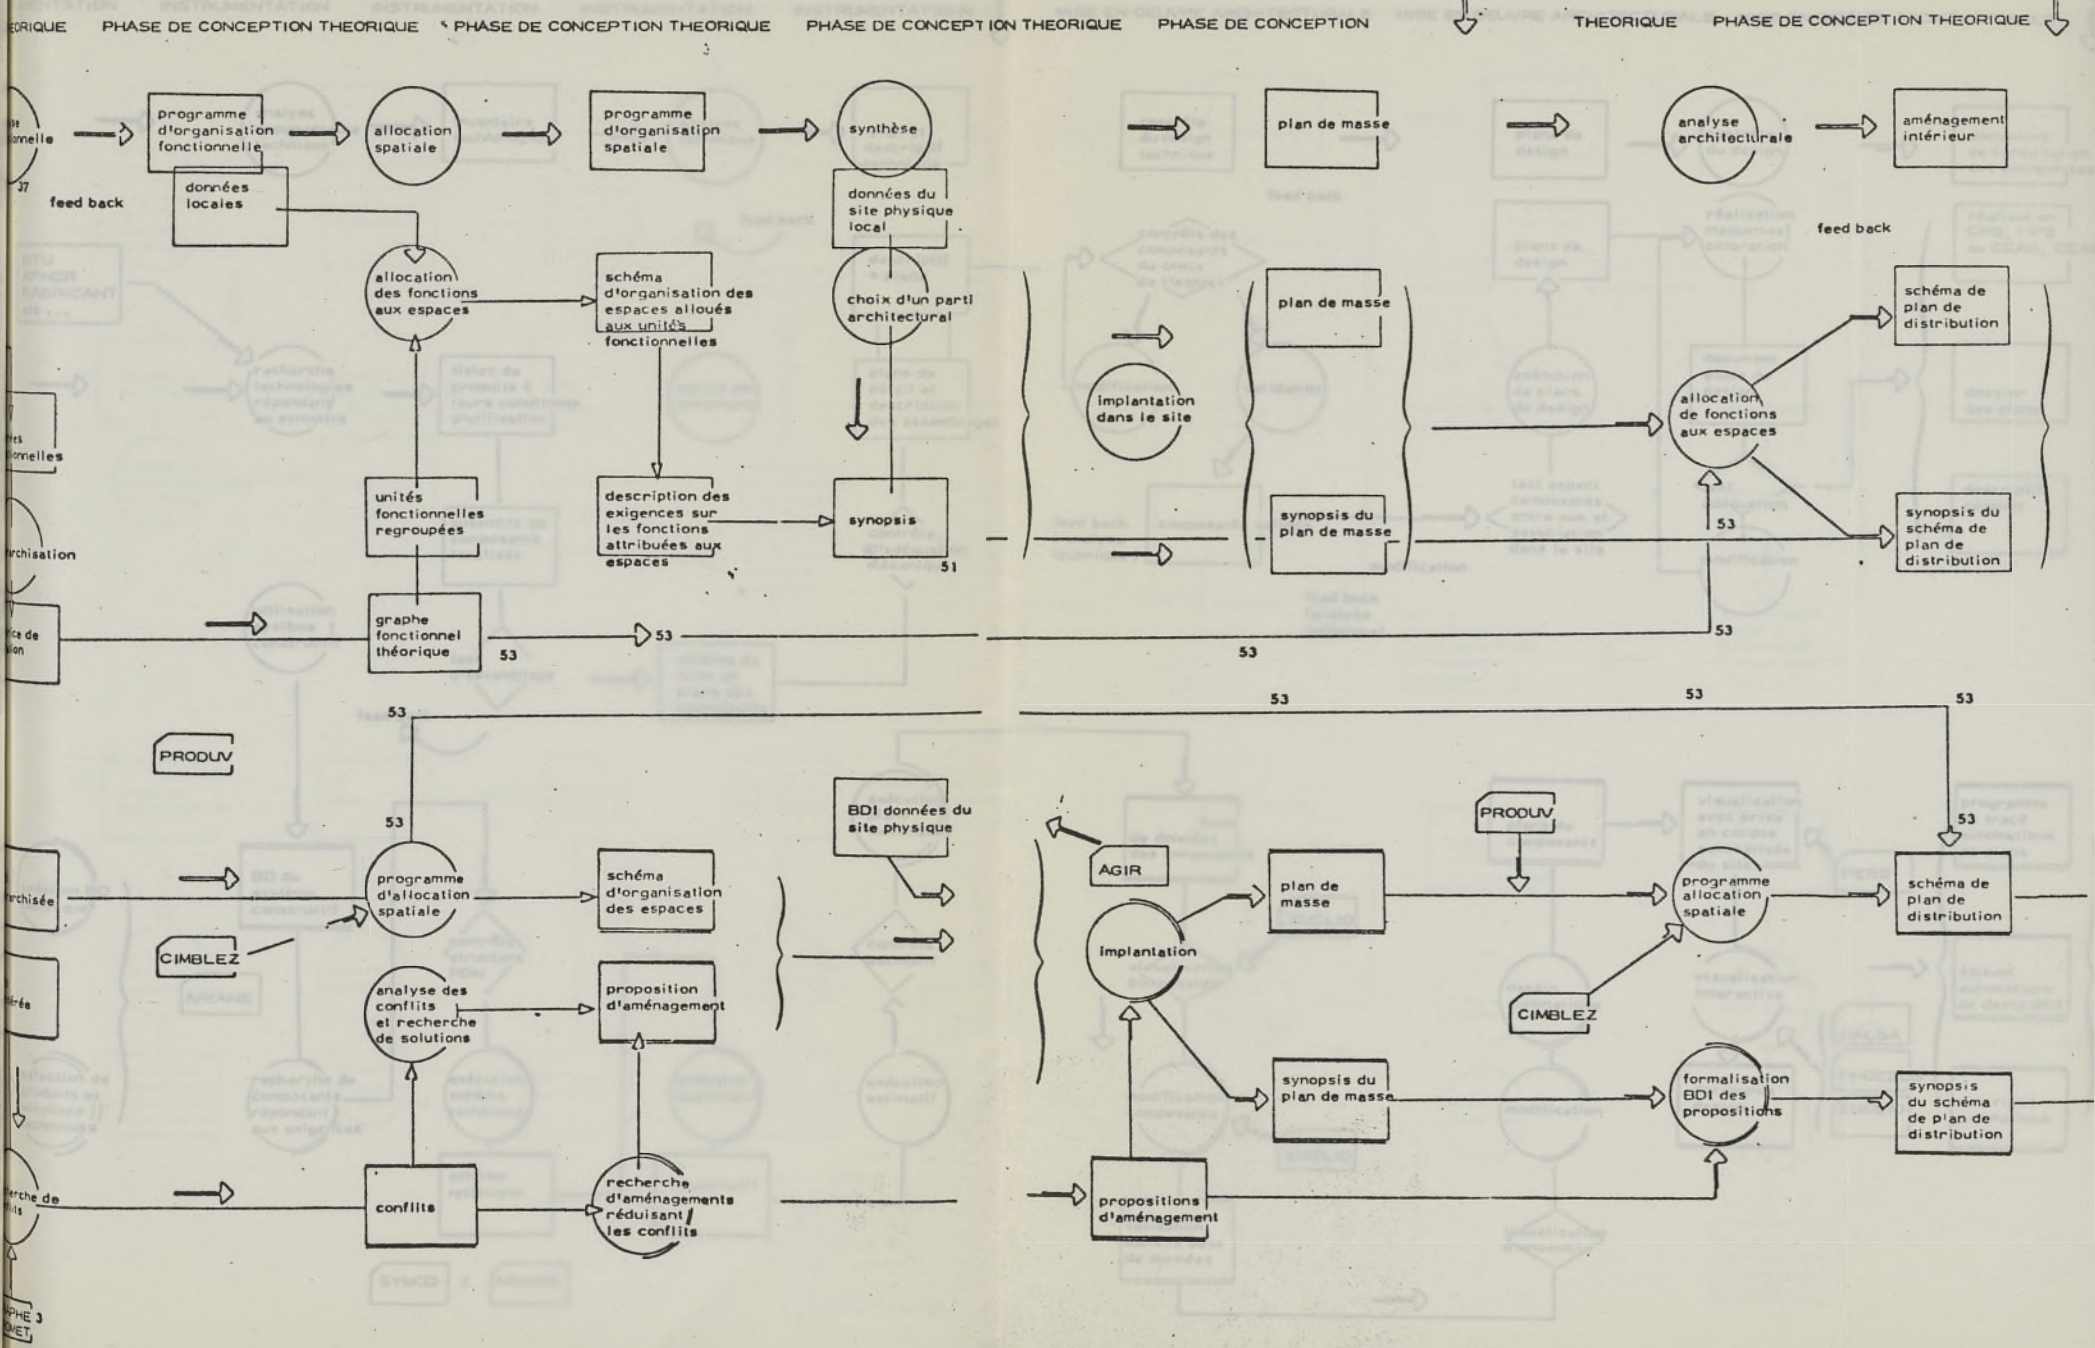 PHASE DE CONCEPTION THEORIQUE PHASE DE CONCEPTION THEORIQUE PHASE DE CONCEPTION THEORIQUE PHASE DE CONCEPTION THEORIQUE PHASE DE CONCEPTION THEORIQUE
programme
d'organisation
fonctionnelle
données
locales
allocation
spatiale
programme
d'organisation
spatiale
synthèse
données du
site physique
local
plan de masse
analyse
architecturale
aménagement
intérieur
37
feed back
feed back
allocation
des fonctions
aux espaces
schéma
d'organisation des
espaces alloués
aux unités
fonctionnelles
choix d'un parti
architectural
implantation
dans le site
plan de masse
allocation
de fonctions
aux espaces
schéma de
plan de
distribution
unités
fonctionnelles
regroupées
description des
exigences sur
les fonctions
attribuées aux
espaces
synopsis
51
synopsis du
plan de masse
53
synopsis du
schéma de
plan de
distribution
graphe
fonctionnel
théorique
53
53
53
53
53
53
53
53
PRODUV
53
programme
d'allocation
spatiale
CIMBLEZ
schéma
d'organisation
des espaces
BDI données du
site physique
AGIR
implantation
plan de
masse
PRODUV
programme
allocation
spatiale
CIMBLEZ
53
schéma de
plan de
distribution
analyse des
conflits
et recherche
de solutions
proposition
d'aménagement
synopsis du
plan de masse
formalisation
BDI des
propositions
synopsis
du schéma
de plan de
distribution
conflits
recherche
d'aménagements
réduisant
les conflits
propositions
d'aménagement